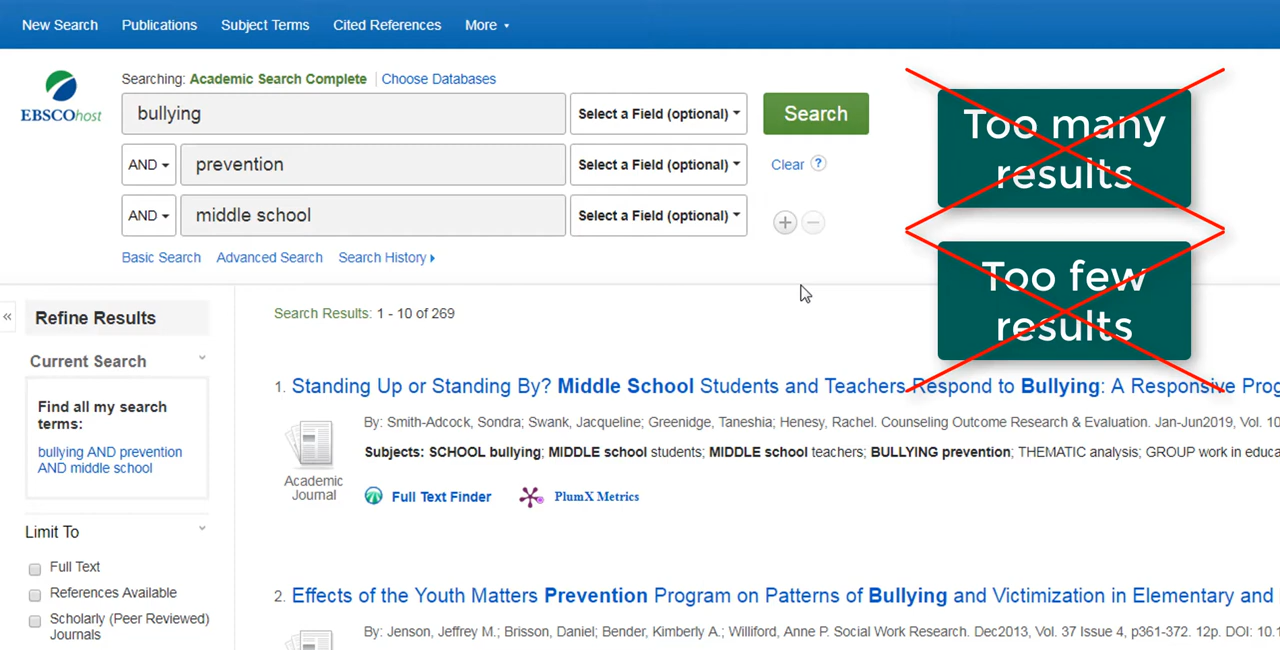 New Search Publications Subject Terms Cited References More
Searching: Academic Search Complete Choose Databases
EBSCOhost
bullying Select a Field (optional) Search
AND prevention Select a Field (optional) Clear ?
AND middle school Select a Field (optional) + −
Basic Search Advanced Search Search History
Too many
results
Too few
results
«
Refine Results
Current Search
Find all my search
terms:
bullying AND prevention
AND middle school
Limit To
Full Text
References Available
Scholarly (Peer Reviewed)
Journals
Search Results: 1 - 10 of 269
1. Standing Up or Standing By? Middle School Students and Teachers Respond to Bullying: A Responsive Prog
By: Smith-Adcock, Sondra; Swank, Jacqueline; Greenidge, Taneshia; Henesy, Rachel. Counseling Outcome Research & Evaluation. Jan-Jun2019, Vol. 10
Subjects: SCHOOL bullying; MIDDLE school students; MIDDLE school teachers; BULLYING prevention; THEMATIC analysis; GROUP work in educa
Academic
Journal
Full Text Finder PlumX Metrics
2. Effects of the Youth Matters Prevention Program on Patterns of Bullying and Victimization in Elementary and
By: Jenson, Jeffrey M.; Brisson, Daniel; Bender, Kimberly A.; Williford, Anne P. Social Work Research. Dec2013, Vol. 37 Issue 4, p361-372. 12p. DOI: 10.1